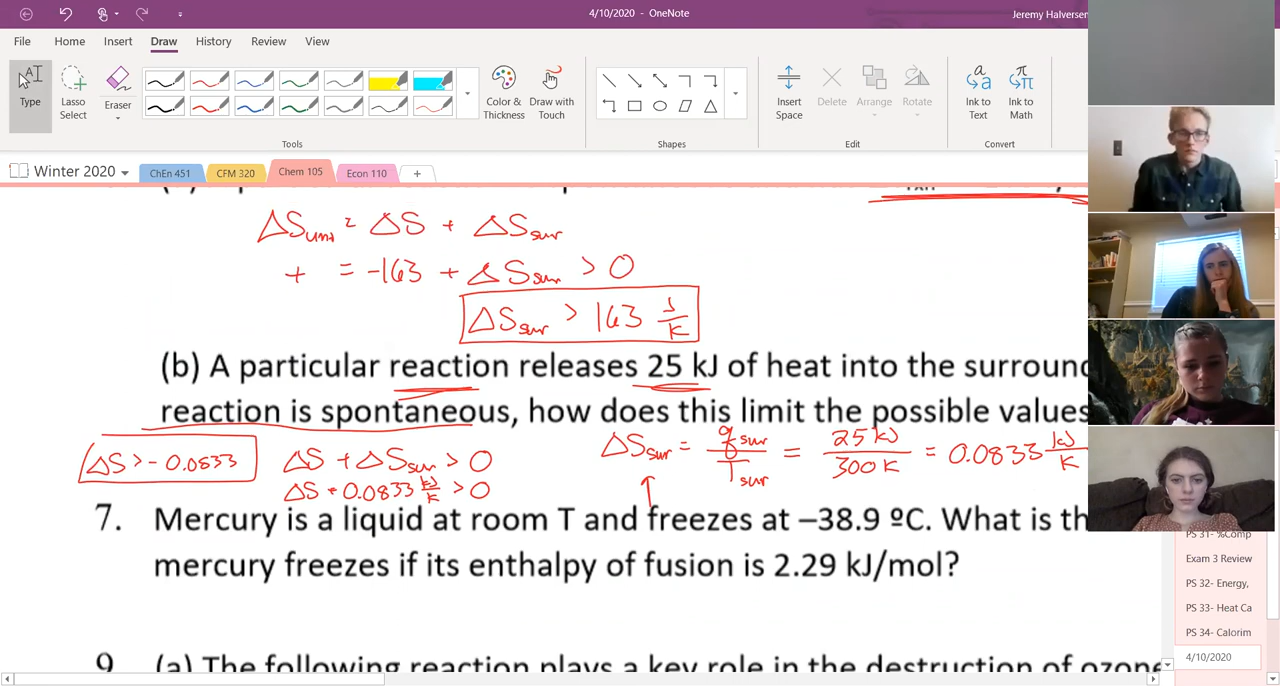 4/10/2020 - OneNote
Jeremy Halversen
File Home Insert Draw History Review View
Type
Lasso Select
Eraser
Color & Thickness
Draw with Touch
Insert Space
Delete
Arrange
Rotate
Ink to Text
Ink to Math
Tools
Shapes
Edit
Convert
Winter 2020
ChEn 451
CFM 320
Chem 105
Econ 110
+
ΔS = ΔS + ΔSsur
+ = -163 + ΔSsur > 0
ΔSsur > 163 J/K
(b) A particular reaction releases 25 kJ of heat into the surround
reaction is spontaneous, how does this limit the possible values
ΔSsur = qsur/Tsur = 25 kJ/300 K = 0.0833 kJ/K
ΔS > -0.0833
ΔS + ΔSsur > 0
ΔS + 0.0833 kJ/K > 0
7. Mercury is a liquid at room T and freezes at –38.9 ºC. What is th
mercury freezes if its enthalpy of fusion is 2.29 kJ/mol?
9 (a) The following reaction plays a key role in the destruction of ozone
PS 31- %Comp
Exam 3 Review
PS 32- Energy,
PS 33- Heat Ca
PS 34- Calorim
4/10/2020